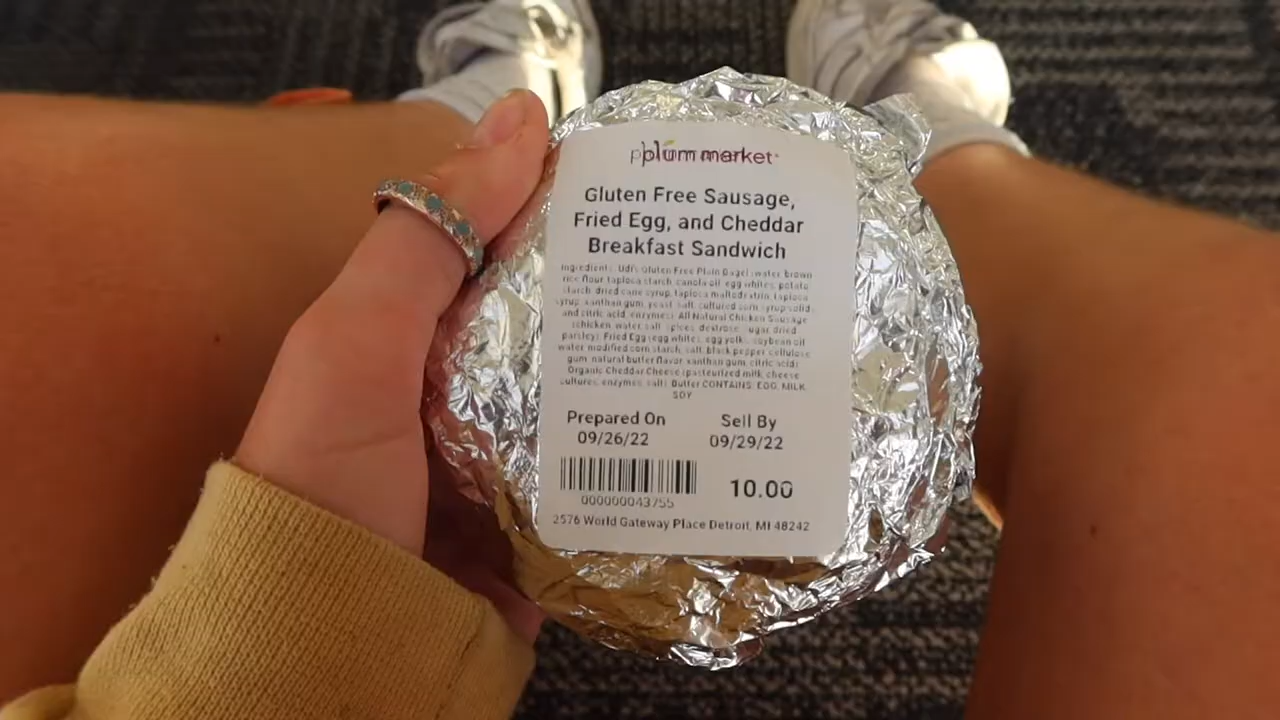 plum market
Gluten Free Sausage,
Fried Egg, and Cheddar
Breakfast Sandwich
Ingredients: Udi's Gluten Free Plain Bagel (water, brown
rice flour, tapioca starch, canola oil, egg whites, potato
starch, dried cane syrup, tapioca maltodextrin, tapioca
syrup, xanthan gum, yeast, salt, cultured corn syrup solids
and citric acid, enzymes) All Natural Chicken Sausage
(chicken, water, salt, spices, dextrose, sugar, dried
parsley) Fried Egg (egg whites, egg yolk, soybean oil
water, modified corn starch, salt, black pepper, cellulose
gum, natural butter flavor, xanthan gum, citric acid)
Organic Cheddar Cheese (pasteurized milk, cheese
cultures, enzymes, salt) Butter CONTAINS: EGG, MILK,
SOY
Prepared On Sell By
09/26/22 09/29/22
000000043755 10.00
2576 World Gateway Place Detroit, MI 48242